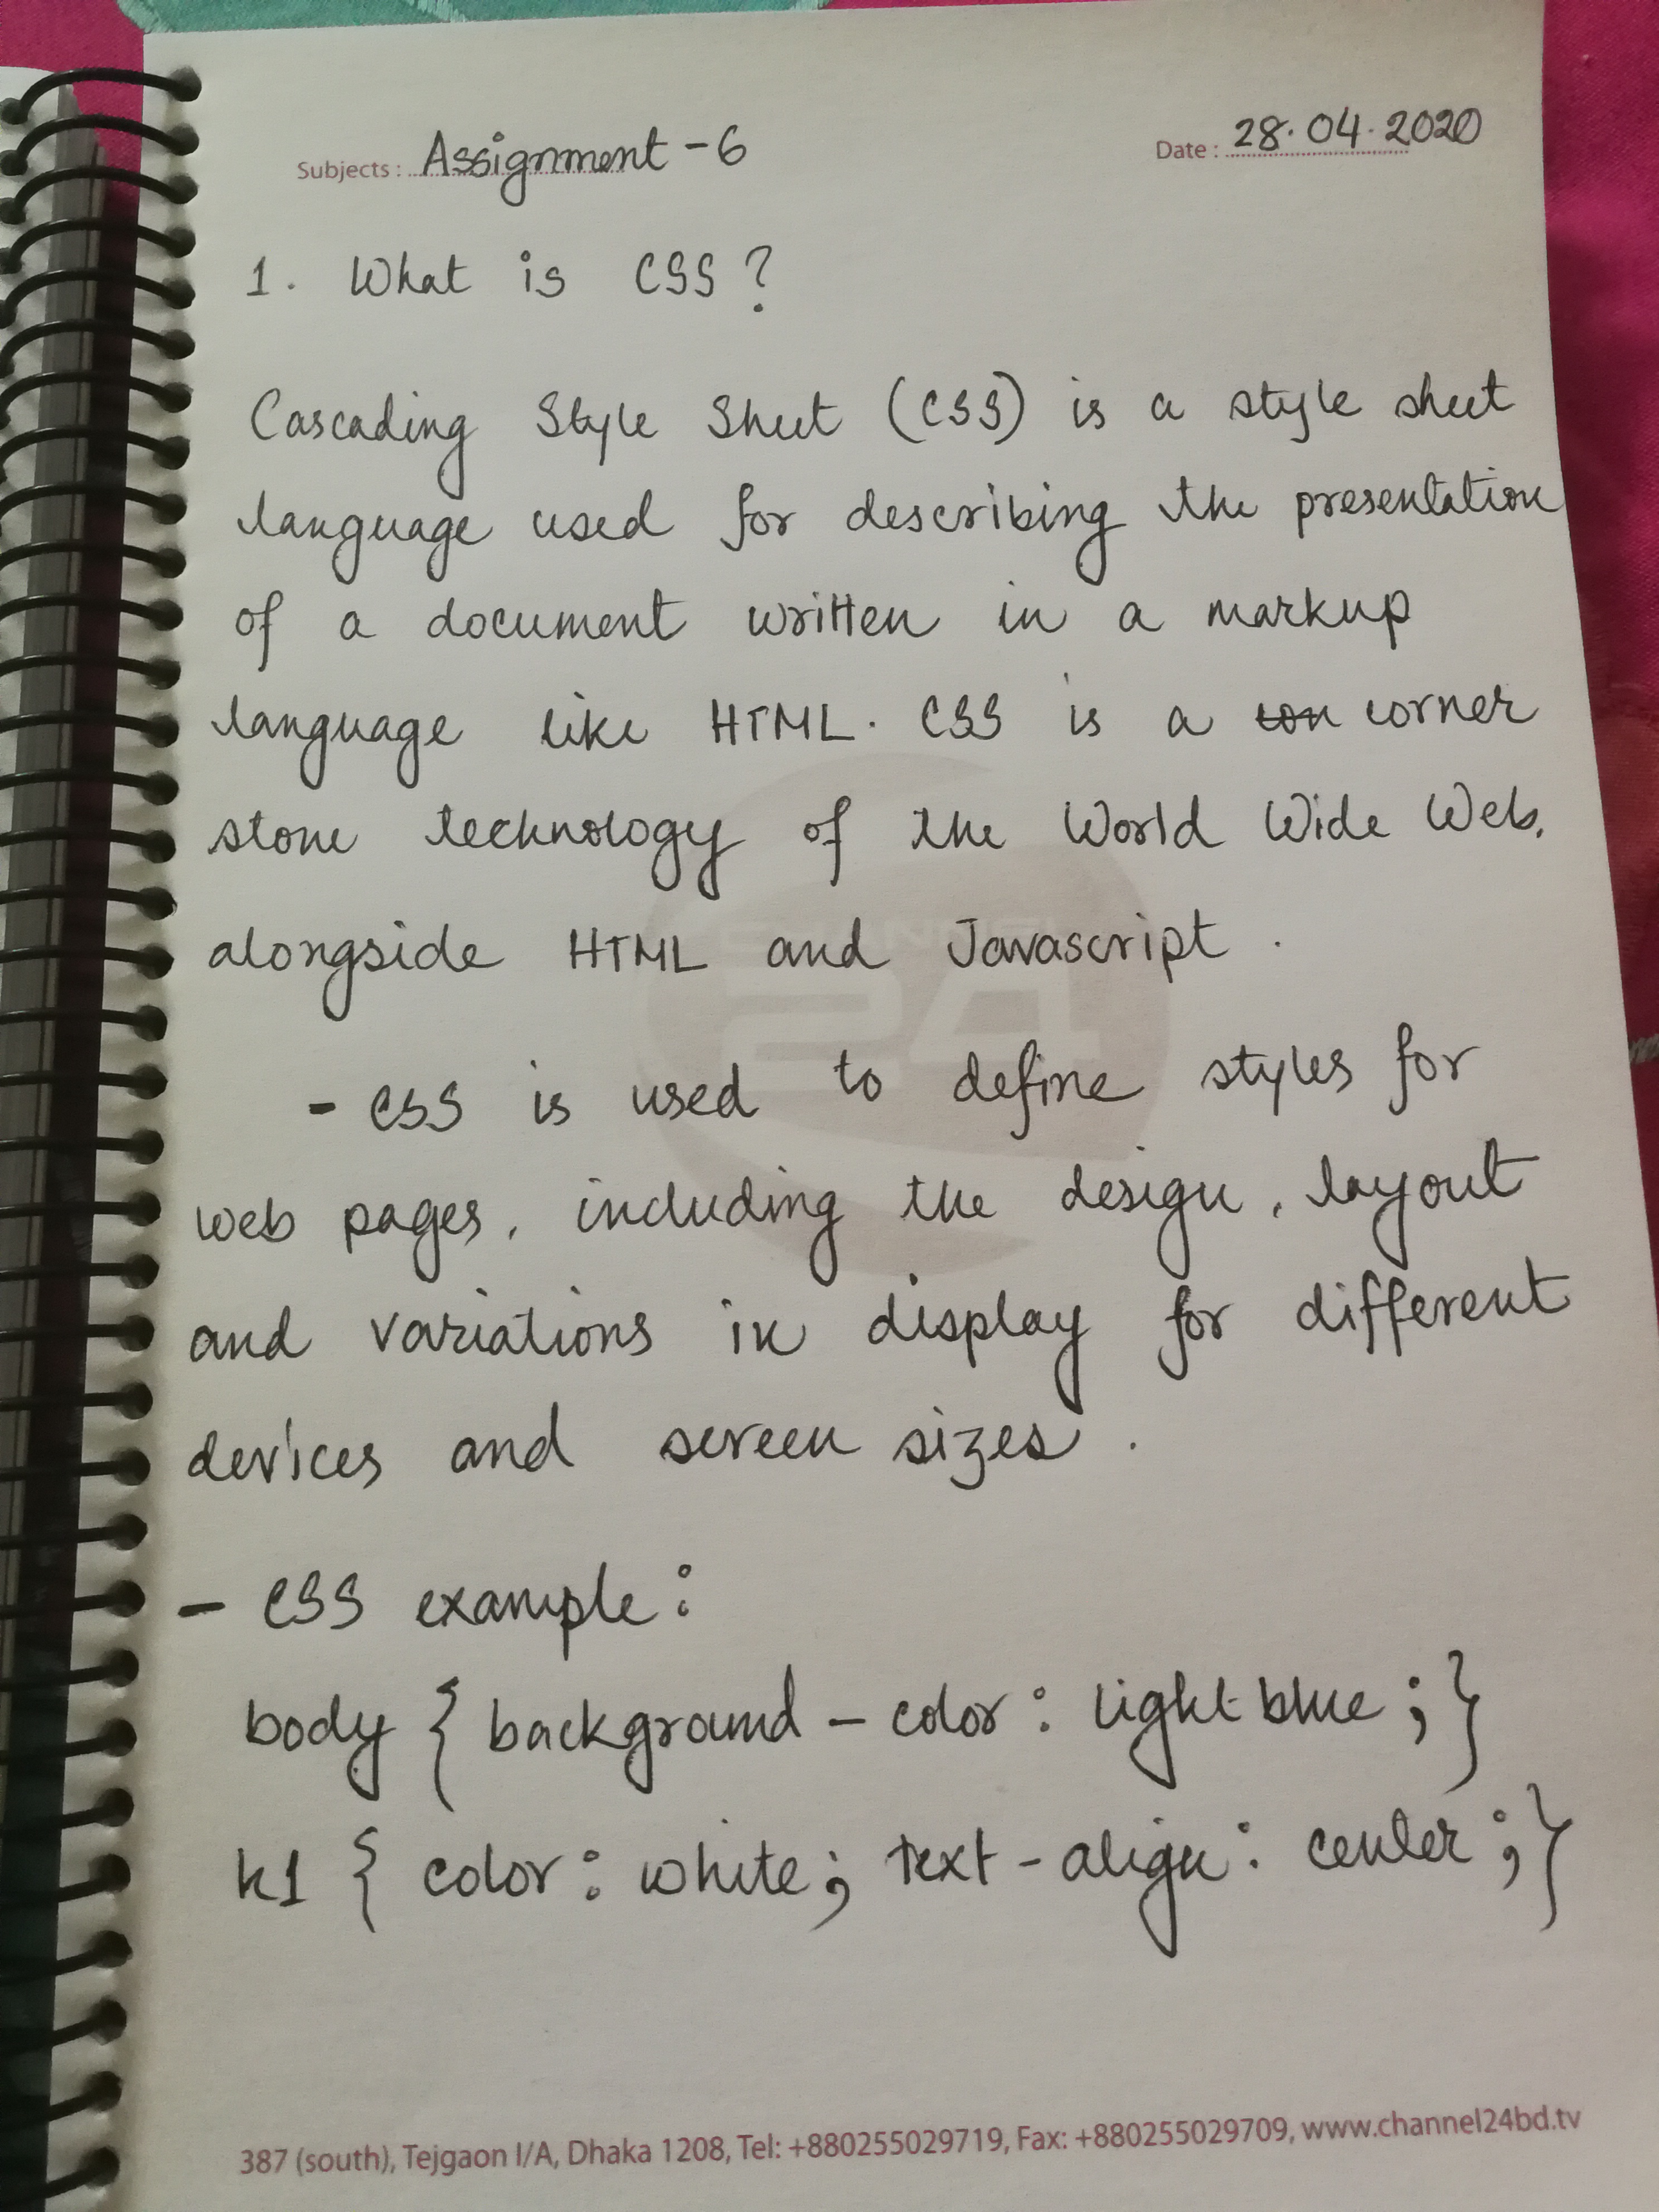 Subjects : Assignment - 6
Date : 28.04.2020
1. What is CSS ?
Cascading Style Sheet (CSS) is a style sheet
language used for describing the presentation
of a document written in a markup
language like HTML. CSS is a con corner
stone technology of the World Wide Web,
alongside HTML and Javascript .
- CSS is used to define styles for
web pages, including the design, layout
and variations in display for different
devices and screen sizes .
- CSS example :
body { background - color : light blue ; }
h1 { color : white ; text - align : center ; }
CHANNEL
24
387 (south), Tejgaon I/A, Dhaka 1208, Tel: +880255029719, Fax: +880255029709, www.channel24bd.tv